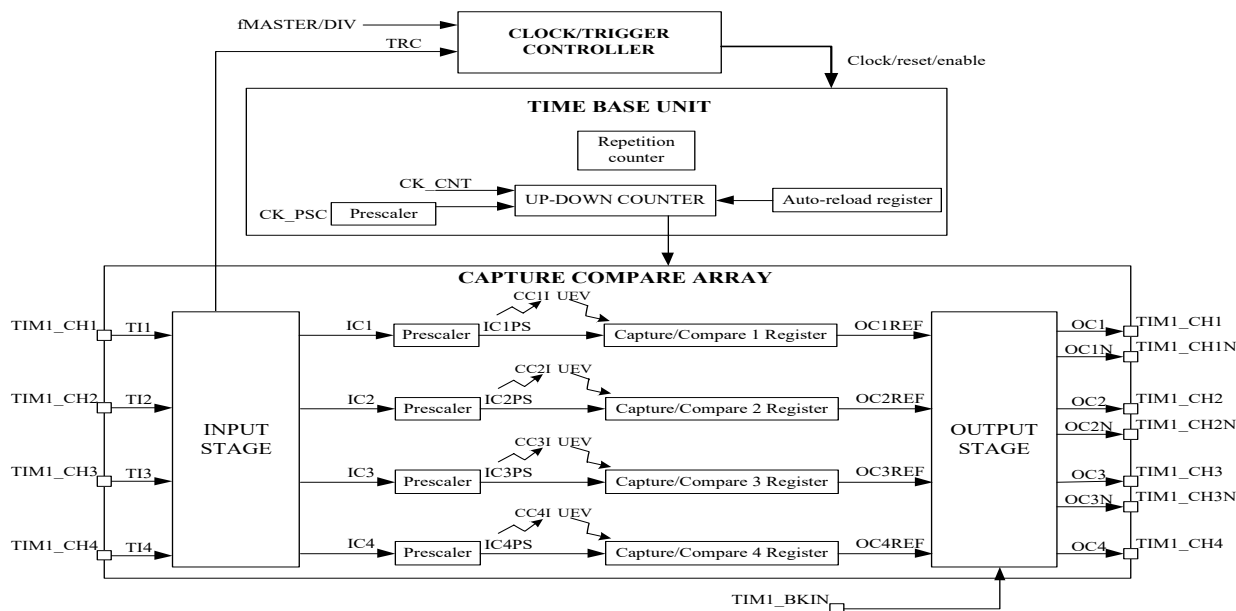 fMASTER/DIV
TRC
CLOCK/TRIGGER
CONTROLLER
Clock/reset/enable
TIME BASE UNIT
Repetition
counter
CK_CNT
CK_PSC
Prescaler
UP-DOWN COUNTER
Auto-reload register
CAPTURE COMPARE ARRAY
TIM1_CH1
TI1
IC1
Prescaler
IC1PS
CC1I
UEV
Capture/Compare 1 Register
OC1REF
OC1
TIM1_CH1
OC1N
TIM1_CH1N
TIM1_CH2
TI2
IC2
Prescaler
IC2PS
CC2I
UEV
Capture/Compare 2 Register
OC2REF
OC2
TIM1_CH2
OC2N
TIM1_CH2N
INPUT
STAGE
OUTPUT
STAGE
TIM1_CH3
TI3
IC3
Prescaler
IC3PS
CC3I
UEV
Capture/Compare 3 Register
OC3REF
OC3
TIM1_CH3
OC3N
TIM1_CH3N
TIM1_CH4
TI4
IC4
Prescaler
IC4PS
CC4I
UEV
Capture/Compare 4 Register
OC4REF
OC4
TIM1_CH4
TIM1_BKIN